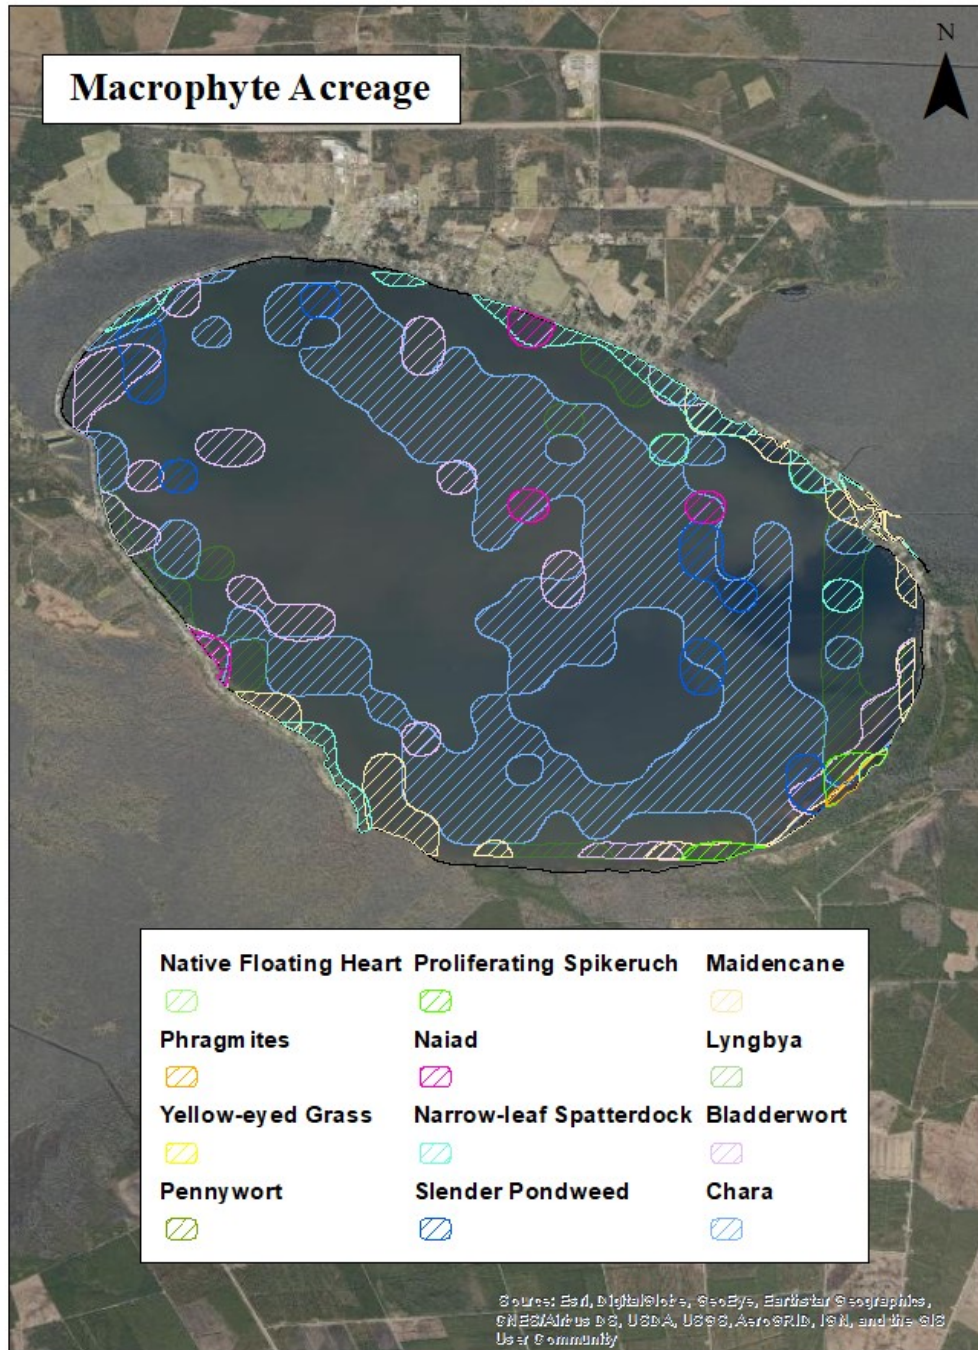 N
Macrophyte Acreage
Native Floating Heart Proliferating Spikeruch Maidencane
Phragmites Naiad Lyngbya
Yellow-eyed Grass Narrow-leaf Spatterdock Bladderwort
Pennywort Slender Pondweed Chara
Source: Esri, DigitalGlobe, GeoEye, Earthstar Geographics,
CNES/Airbus DS, USDA, USGS, AeroGRID, IGN, and the GIS
User Community